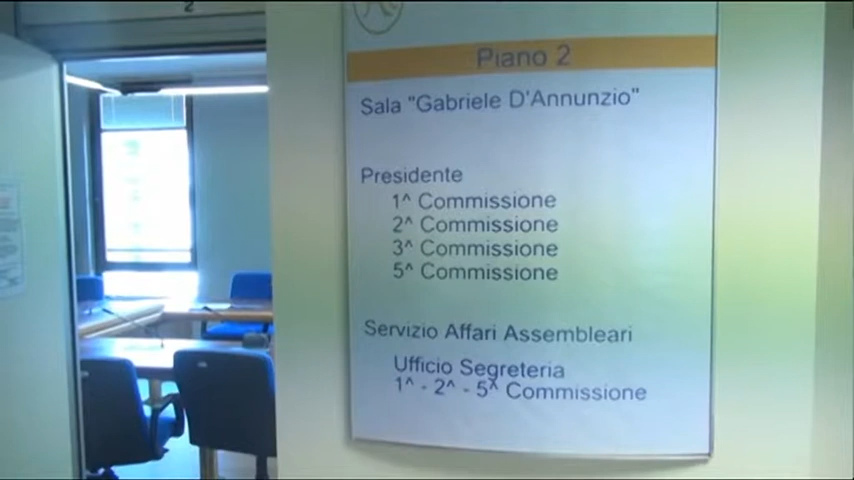 2
Piano 2
Sala "Gabriele D'Annunzio"
Presidente
1^ Commissione
2^ Commissione
3^ Commissione
5^ Commissione
Servizio Affari Assembleari
Ufficio Segreteria
1^ - 2^ - 5^ Commissione